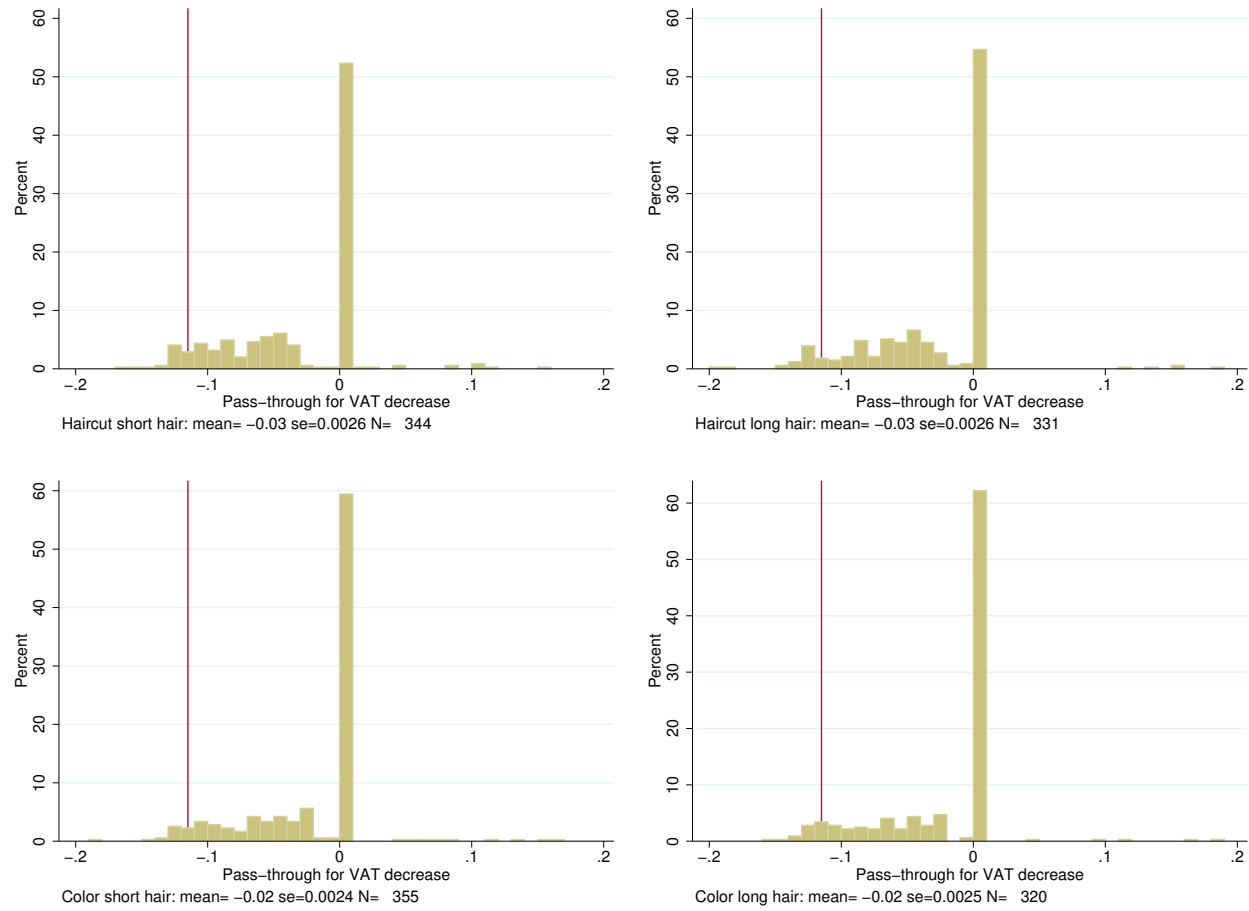 60
50
40
30
20
10
0
Percent
−.2 −.1 0 .1 .2
Pass−through for VAT decrease
Haircut short hair: mean= −0.03 se=0.0026 N= 344
60
50
40
30
20
10
0
Percent
−.2 −.1 0 .1 .2
Pass−through for VAT decrease
Haircut long hair: mean= −0.03 se=0.0026 N= 331
60
50
40
30
20
10
0
Percent
−.2 −.1 0 .1 .2
Pass−through for VAT decrease
Color short hair: mean= −0.02 se=0.0024 N= 355
60
50
40
30
20
10
0
Percent
−.2 −.1 0 .1 .2
Pass−through for VAT decrease
Color long hair: mean= −0.02 se=0.0025 N= 320